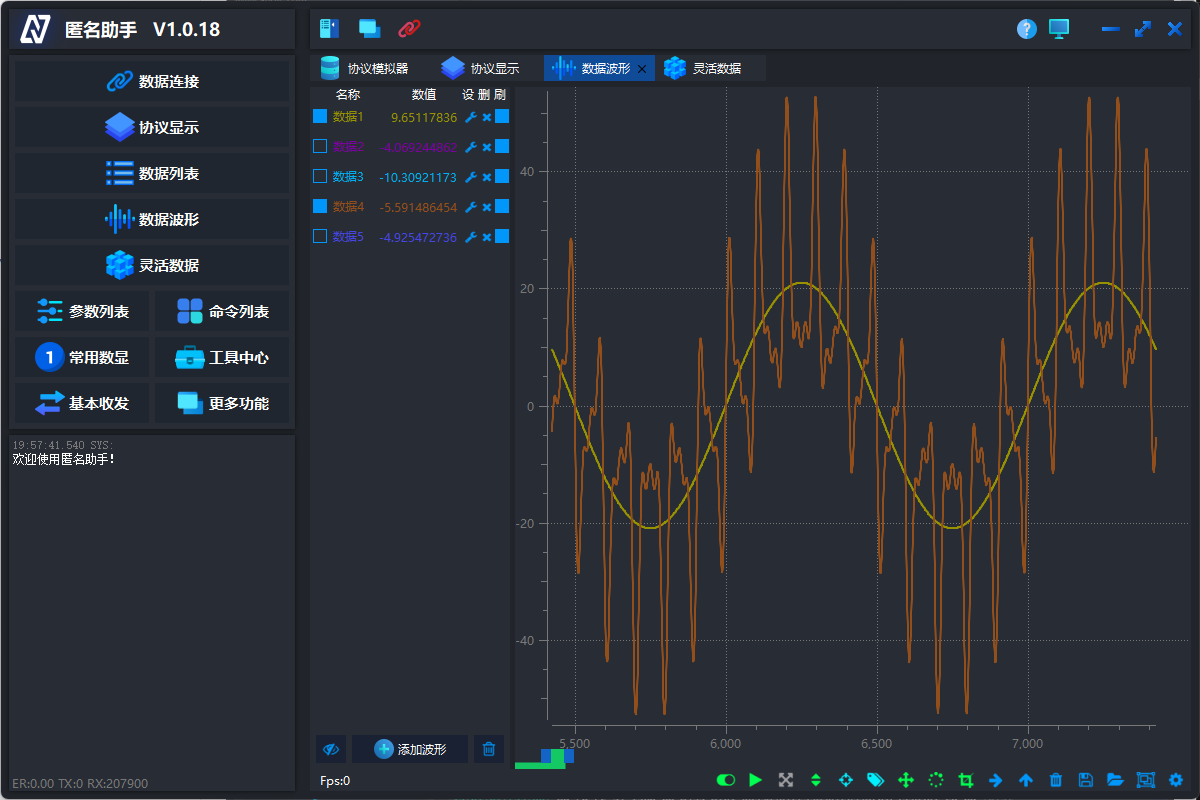 匿名助手 V1.0.18
数据连接
协议显示
数据列表
数据波形
灵活数据
参数列表 命令列表
常用数显 工具中心
基本收发 更多功能
19:57:41.540 SYS:
欢迎使用匿名助手!
ER:0.00 TX:0 RX:207900
协议模拟器 协议显示 数据波形 灵活数据
名称 数值 设 删 刷
数据1 9.65117836
数据2 -4.069244862
数据3 -10.30921173
数据4 -5.591486454
数据5 -4.925472736
添加波形
Fps:0
40
20
0
-20
-40
5,500 6,000 6,500 7,000